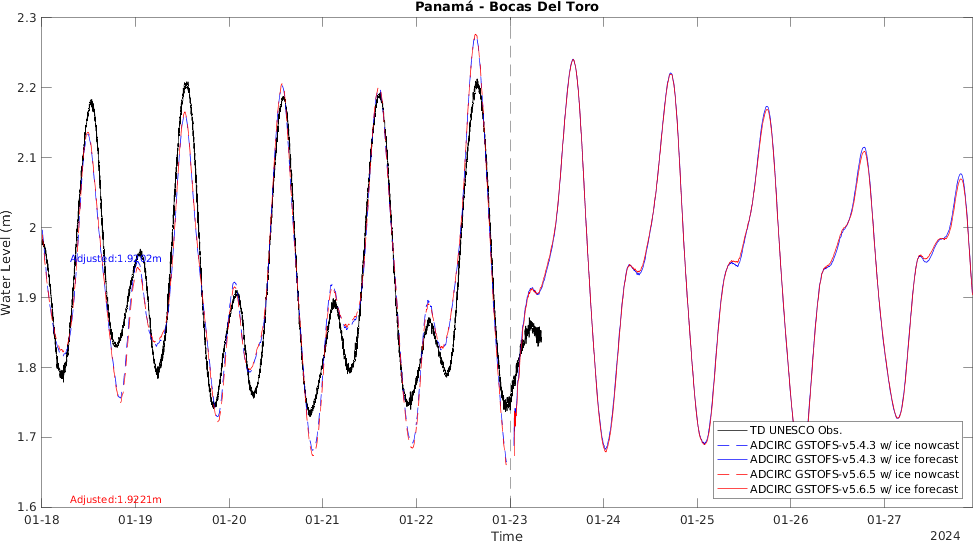 Panamá - Bocas Del Toro
2.3
2.2
2.1
2
1.9
1.8
1.7
1.6
Water Level (m)
Adjusted:1.9202m
Adjusted:1.9221m
TD UNESCO Obs.
ADCIRC GSTOFS-v5.4.3 w/ ice nowcast
ADCIRC GSTOFS-v5.4.3 w/ ice forecast
ADCIRC GSTOFS-v5.6.5 w/ ice nowcast
ADCIRC GSTOFS-v5.6.5 w/ ice forecast
01-18 01-19 01-20 01-21 01-22 01-23 01-24 01-25 01-26 01-27
Time
2024